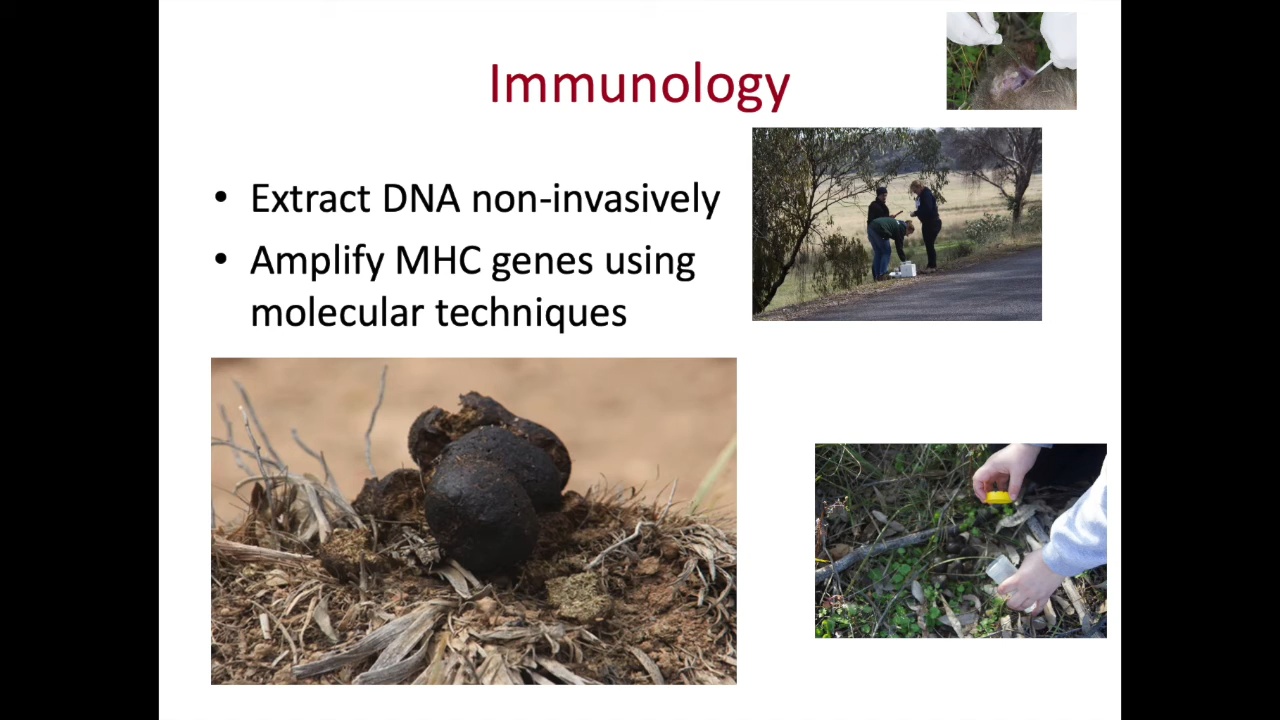 Immunology
• Extract DNA non-invasively
• Amplify MHC genes using
molecular techniques